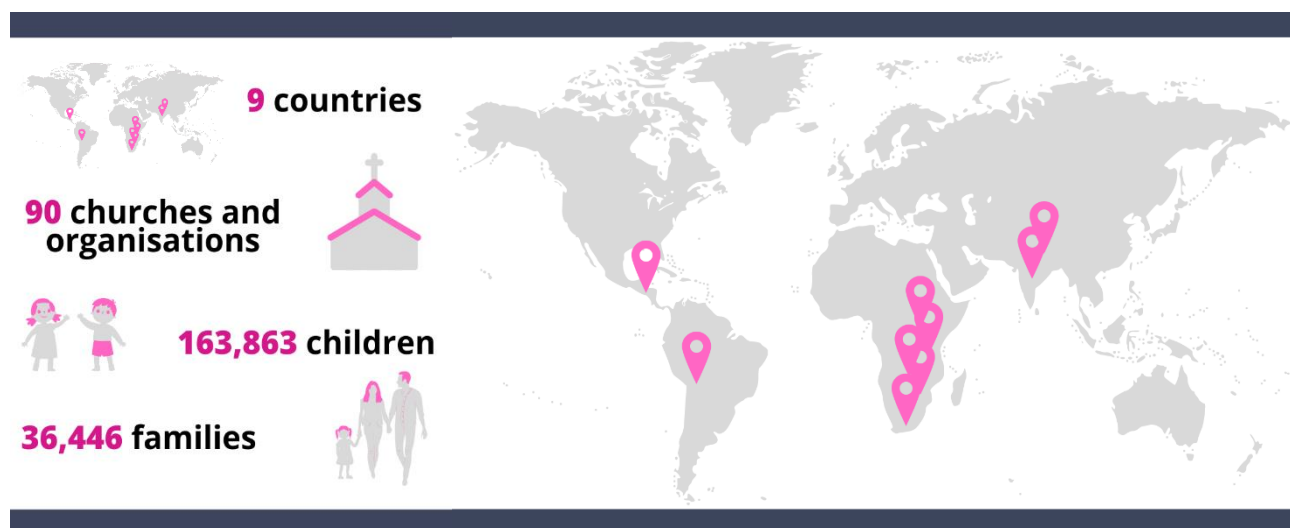 9 countries
90 churches and
organisations
163,863 children
36,446 families